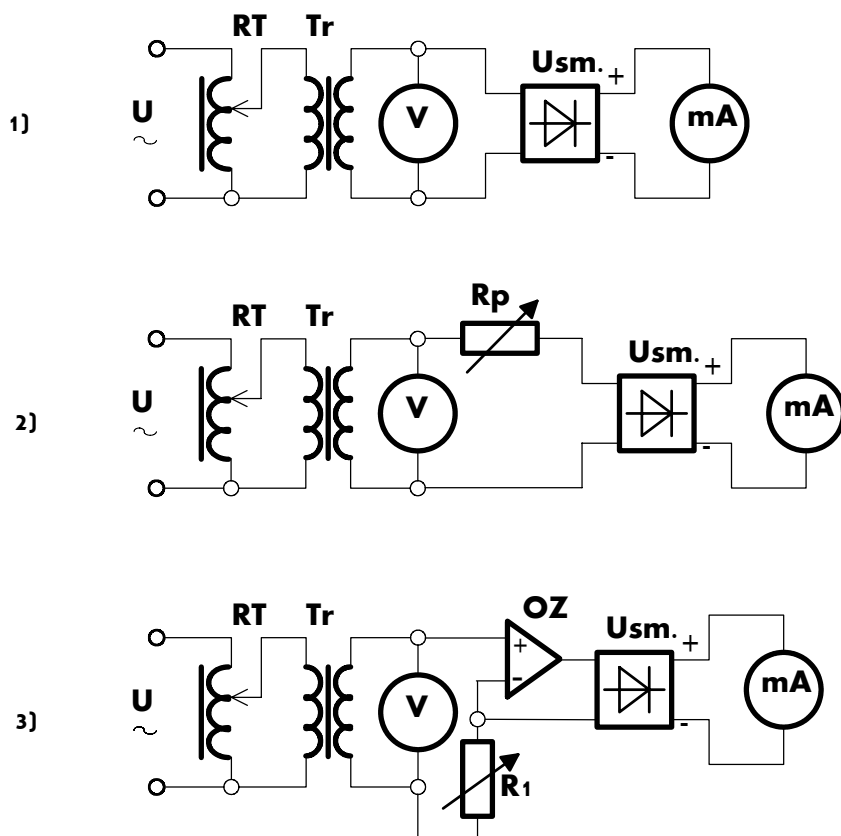 RT Tr
Usm. +
1) U ~ V mA
-
RT Tr Rp
Usm. +
2) U ~ V mA
-
RT Tr OZ
Usm. +
+
-
3) U ~ V mA
-
R1